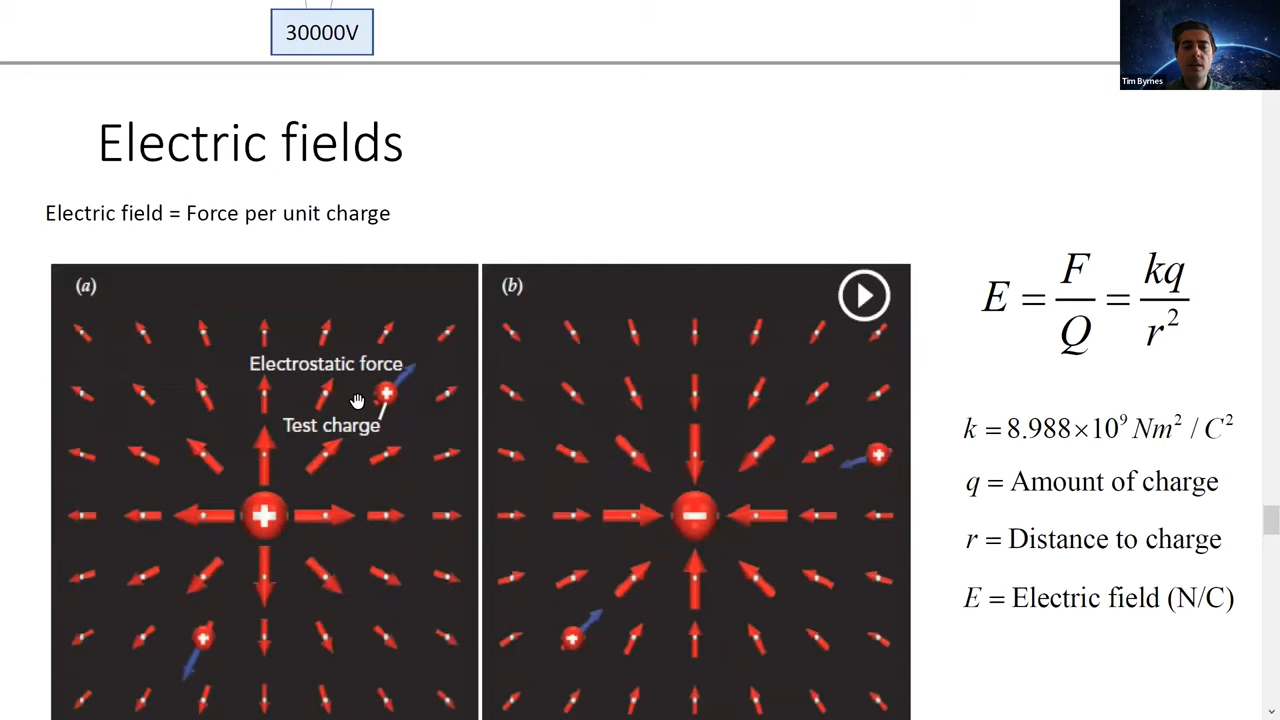 30000V
Tim Byrnes
Electric fields
Electric field = Force per unit charge
(a)
Electrostatic force
Test charge
+
+
+
(b)
+
−
+
E = F/Q = kq/r²
k = 8.988×10⁹ Nm² / C²
q = Amount of charge
r = Distance to charge
E = Electric field (N/C)